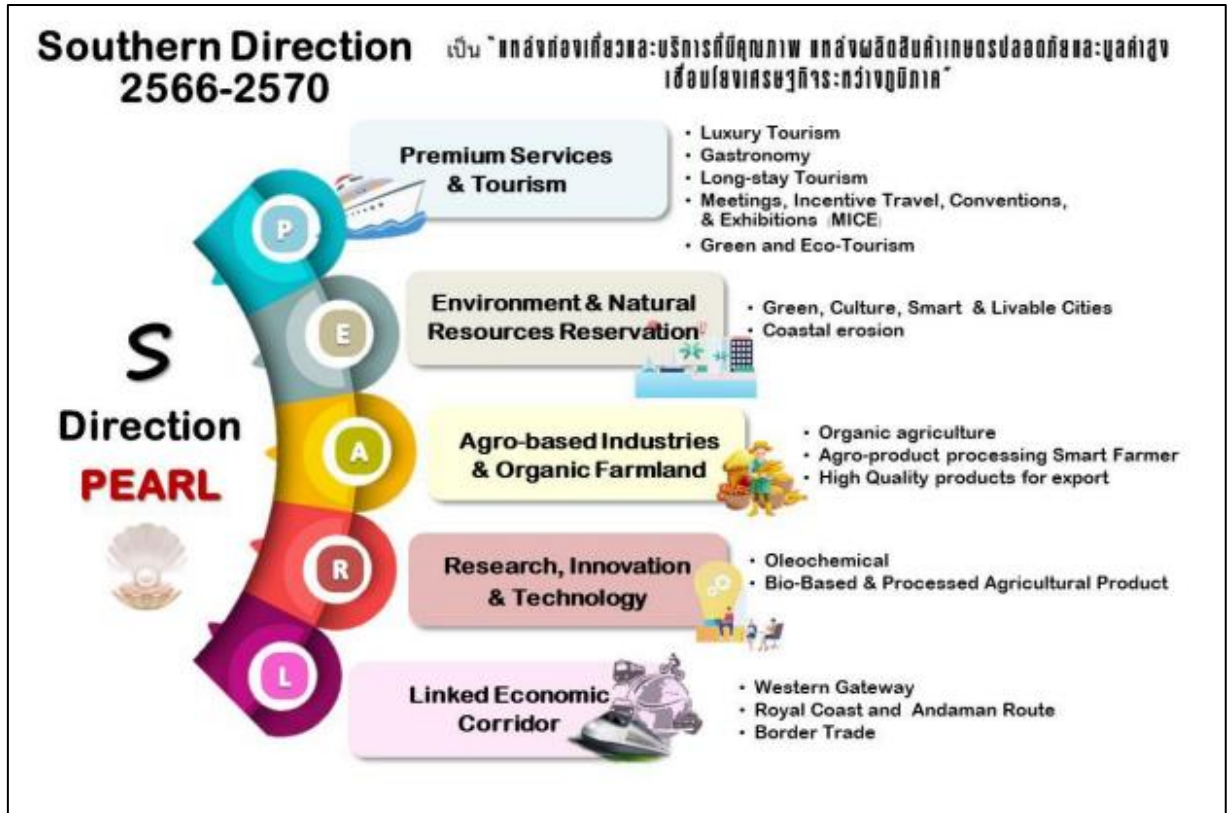 Southern Direction
2566-2570
เป็น "แหล่งท่องเที่ยวและบริการที่มีคุณภาพ แหล่งผลิตสินค้าเกษตรปลอดภัยและมูลค่าสูง
เชื่อมโยงเศรษฐกิจระหว่างภูมิภาค"
S
Direction
PEARL
P
Premium Services
& Tourism
• Luxury Tourism
• Gastronomy
• Long-stay Tourism
• Meetings, Incentive Travel, Conventions,
& Exhibitions (MICE)
• Green and Eco-Tourism
E
Environment & Natural
Resources Reservation
• Green, Culture, Smart & Livable Cities
• Coastal erosion
A
Agro-based Industries
& Organic Farmland
• Organic agriculture
• Agro-product processing Smart Farmer
• High Quality products for export
R
Research, Innovation
& Technology
• Oleochemical
• Bio-Based & Processed Agricultural Product
L
Linked Economic
Corridor
• Western Gateway
• Royal Coast and Andaman Route
• Border Trade